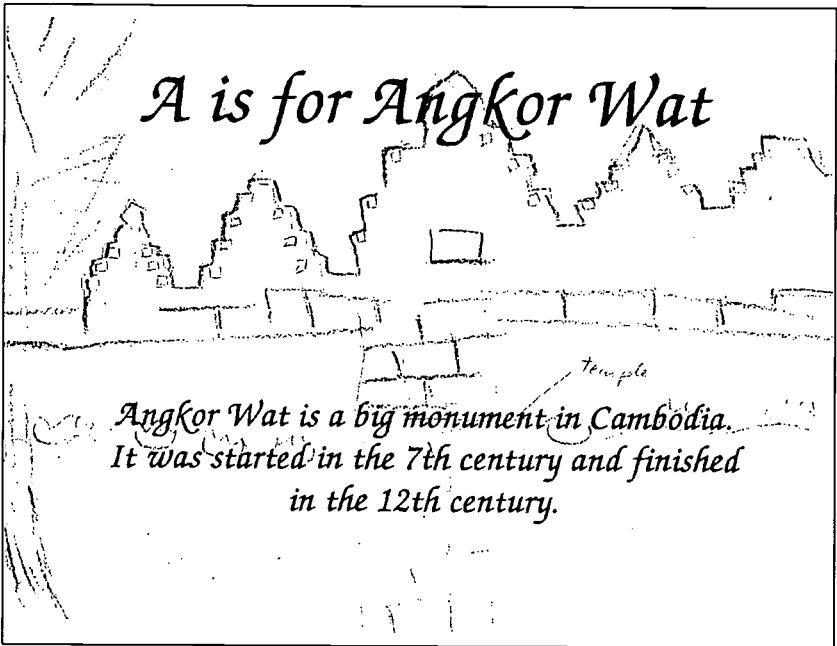 A is for Angkor Wat
temple
Angkor Wat is a big monument in Cambodia.
It was started in the 7th century and finished
in the 12th century.